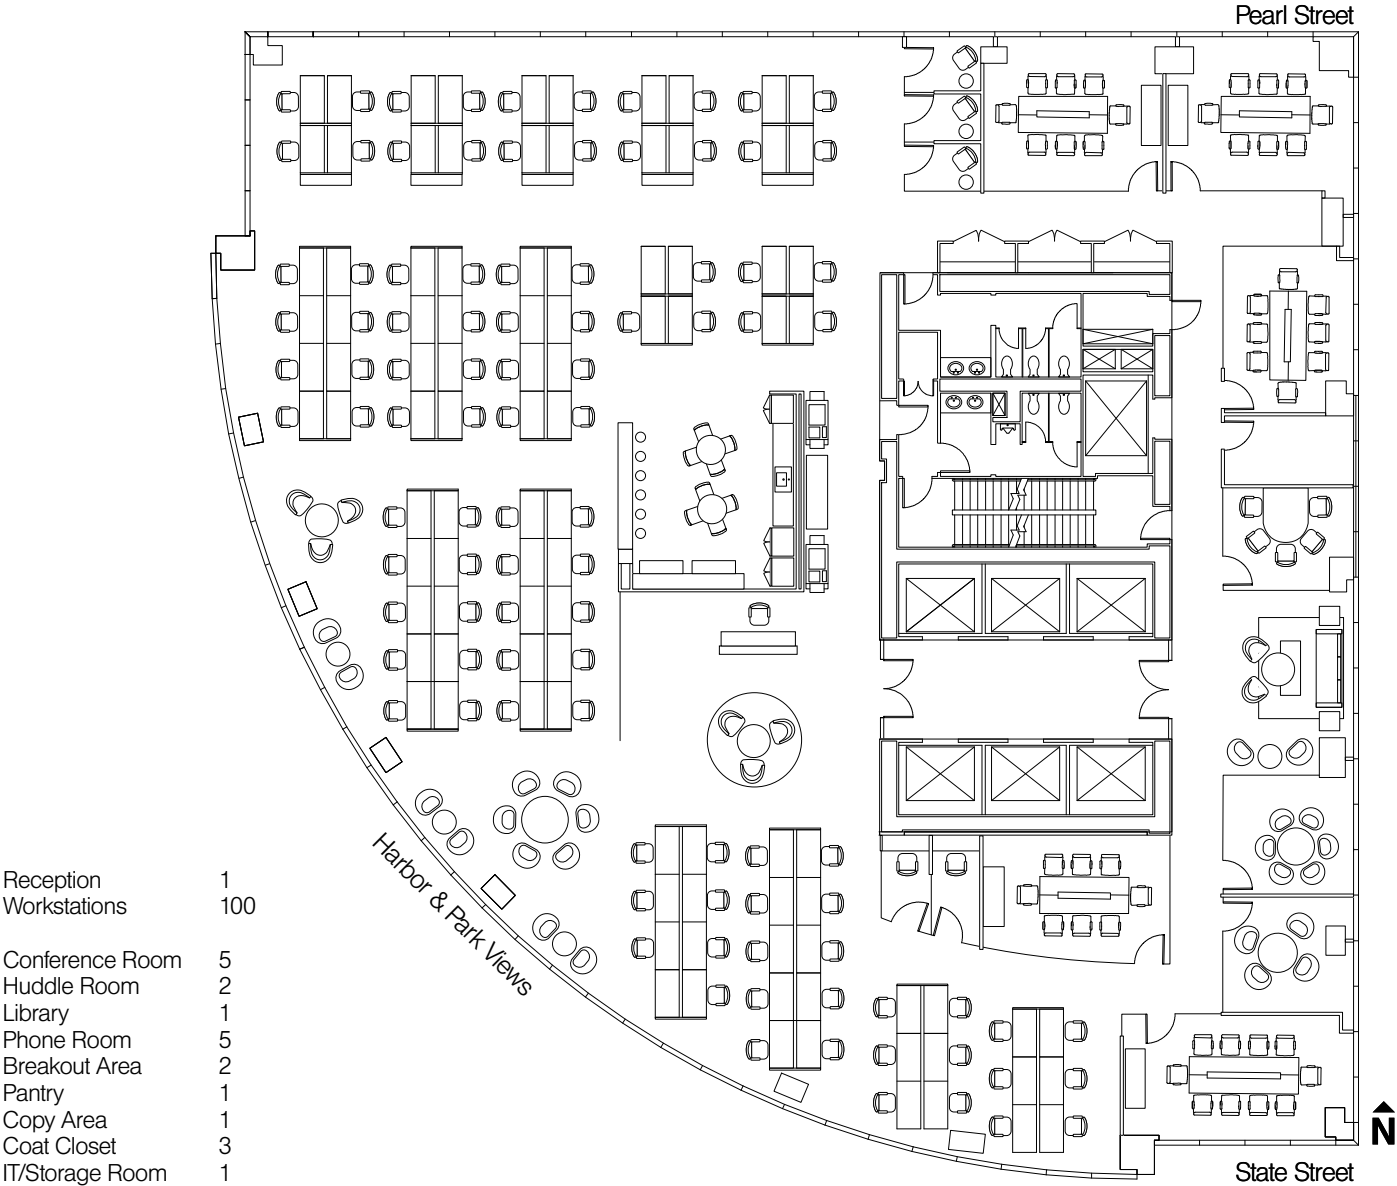 Pearl Street
Harbor & Park Views
Reception 1
Workstations 100
Conference Room 5
Huddle Room 2
Library 1
Phone Room 5
Breakout Area 2
Pantry 1
Copy Area 1
Coat Closet 3
IT/Storage Room 1
N
State Street